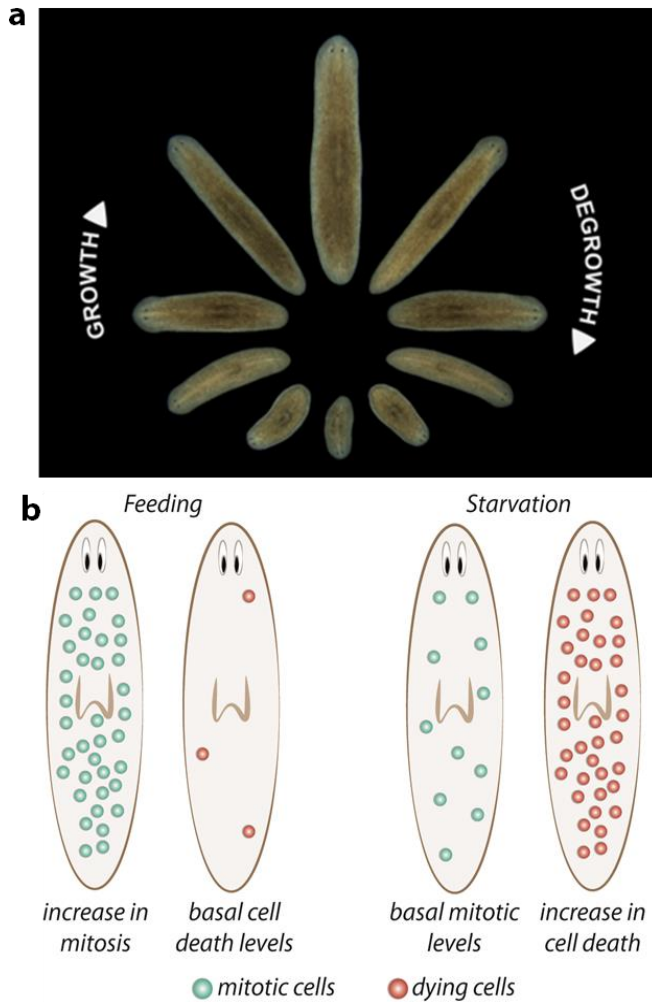 a
GROWTH
DEGROWTH
b
Feeding
Starvation
increase in
mitosis
basal cell
death levels
basal mitotic
levels
increase in
cell death
mitotic cells
dying cells